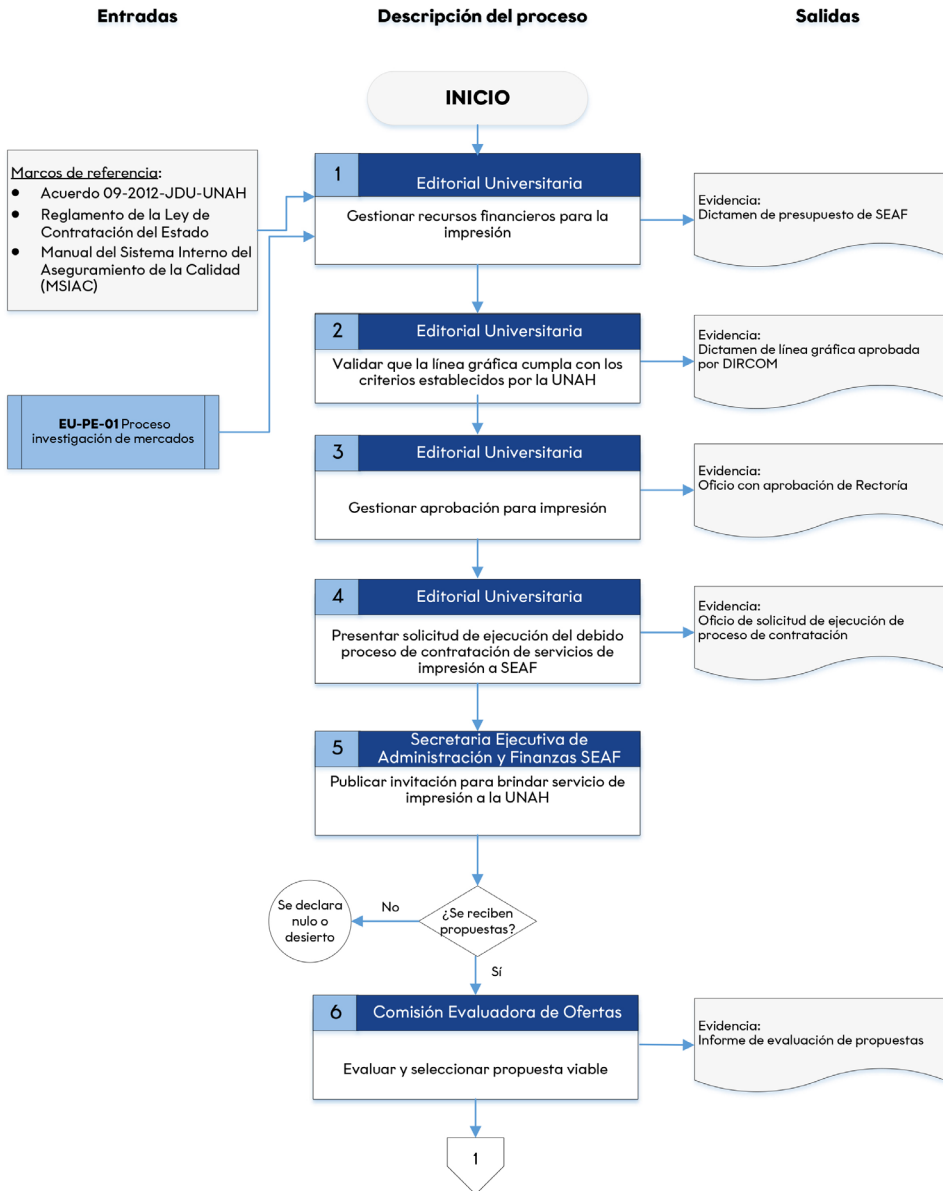 Entradas
Descripción del proceso
Salidas
INICIO
Marcos de referencia:
● Acuerdo 09-2012-JDU-UNAH
● Reglamento de la Ley de
Contratación del Estado
● Manual del Sistema Interno del
Aseguramiento de la Calidad
(MSIAC)
1
Editorial Universitaria
Gestionar recursos financieros para la
impresión
Evidencia:
Dictamen de presupuesto de SEAF
2
Editorial Universitaria
Validar que la línea gráfica cumpla con los
criterios establecidos por la UNAH
Evidencia:
Dictamen de línea gráfica aprobada
por DIRCOM
EU-PE-01 Proceso
investigación de mercados
3
Editorial Universitaria
Gestionar aprobación para impresión
Evidencia:
Oficio con aprobación de Rectoría
4
Editorial Universitaria
Presentar solicitud de ejecución del debido
proceso de contratación de servicios de
impresión a SEAF
Evidencia:
Oficio de solicitud de ejecución de
proceso de contratación
5
Secretaria Ejecutiva de
Administración y Finanzas SEAF
Publicar invitación para brindar servicio de
impresión a la UNAH
¿Se reciben
propuestas?
No
Se declara
nulo o
desierto
Sí
6
Comisión Evaluadora de Ofertas
Evaluar y seleccionar propuesta viable
Evidencia:
Informe de evaluación de propuestas
1